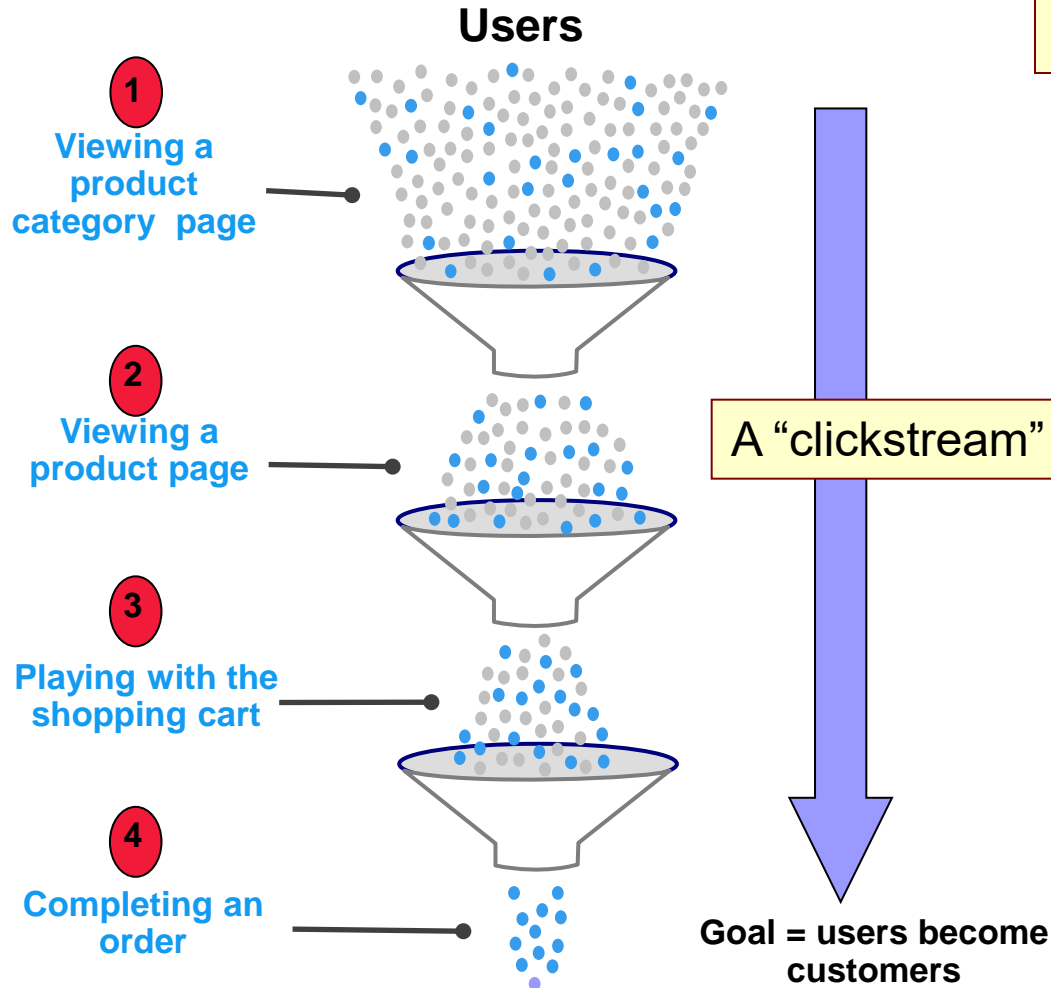 Users
1
Viewing a
product
category page
2
Viewing a
product page
A “clickstream”
3
Playing with the
shopping cart
4
Completing an
order
Goal = users become
customers